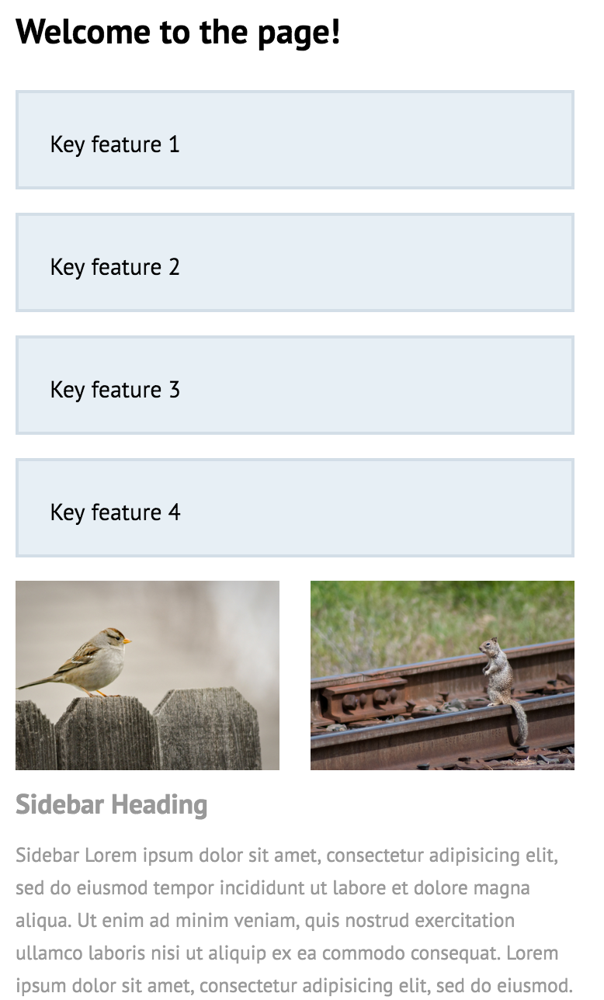 Welcome to the page!
Key feature 1
Key feature 2
Key feature 3
Key feature 4
Sidebar Heading
Sidebar Lorem ipsum dolor sit amet, consectetur adipisicing elit,
sed do eiusmod tempor incididunt ut labore et dolore magna
aliqua. Ut enim ad minim veniam, quis nostrud exercitation
ullamco laboris nisi ut aliquip ex ea commodo consequat. Lorem
ipsum dolor sit amet, consectetur adipisicing elit, sed do eiusmod.